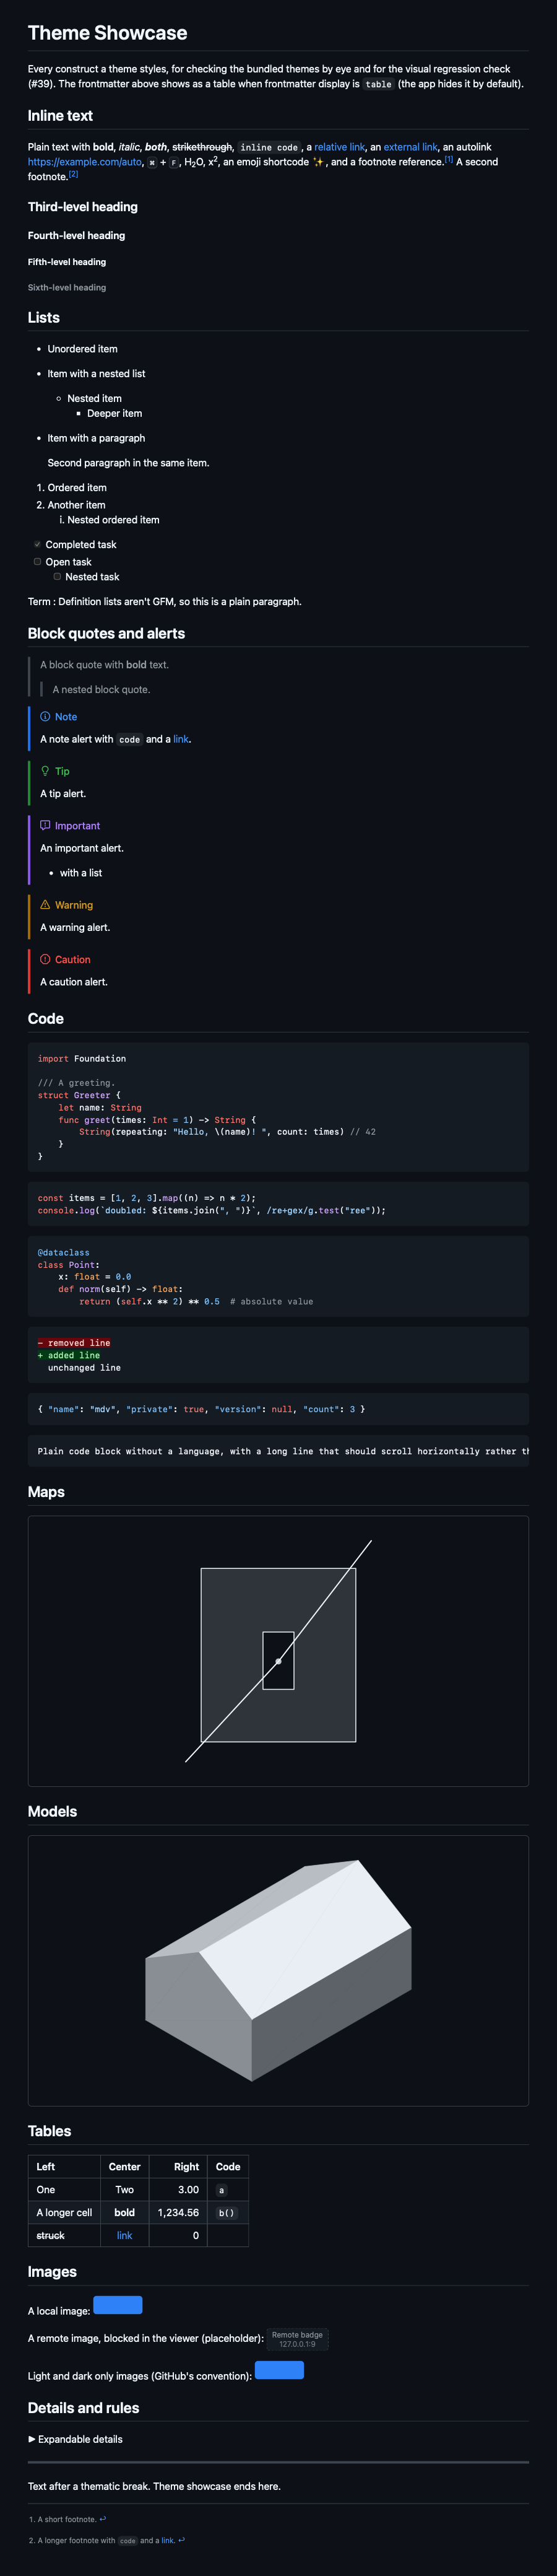 Theme Showcase
Every construct a theme styles, for checking the bundled themes by eye and for the visual regression check
(#39). The frontmatter above shows as a table when frontmatter display is table (the app hides it by default).
Inline text
Plain text with bold, italic, both, strikethrough, inline code, a relative link, an external link, an autolink
https://example.com/auto, ⌘ + F, H2O, x2, an emoji shortcode ✨, and a footnote reference.[1] A second
footnote.[2]
Third-level heading
Fourth-level heading
Fifth-level heading
Sixth-level heading
Lists
• Unordered item
• Item with a nested list
◦ Nested item
▪ Deeper item
• Item with a paragraph
Second paragraph in the same item.
1. Ordered item
2. Another item
i. Nested ordered item
Completed task
Open task
Nested task
Term : Definition lists aren't GFM, so this is a plain paragraph.
Block quotes and alerts
A block quote with bold text.
A nested block quote.
Note
A note alert with code and a link.
Tip
A tip alert.
Important
An important alert.
• with a list
Warning
A warning alert.
Caution
A caution alert.
Code
import Foundation
/// A greeting.
struct Greeter {
let name: String
func greet(times: Int = 1) -> String {
String(repeating: "Hello, \(name)! ", count: times) // 42
}
}
const items = [1, 2, 3].map((n) => n * 2);
console.log(`doubled: ${items.join(", ")}`, /re+gex/g.test("ree"));
@dataclass
class Point:
x: float = 0.0
def norm(self) -> float:
return (self.x ** 2) ** 0.5  # absolute value
- removed line
+ added line
unchanged line
{ "name": "mdv", "private": true, "version": null, "count": 3 }
Plain code block without a language, with a long line that should scroll horizontally rather th
Maps
Models
Tables
Left Center Right Code
One Two 3.00 a
A longer cell bold 1,234.56 b()
struck link 0
Images
A local image:
A remote image, blocked in the viewer (placeholder): Remote badge
127.0.0.1:9
Light and dark only images (GitHub's convention):
Details and rules
▶ Expandable details
Text after a thematic break. Theme showcase ends here.
1. A short footnote. ↩
2. A longer footnote with code and a link. ↩